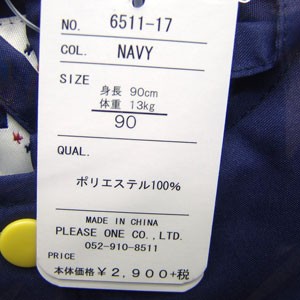 NO. 6511-17
COL. NAVY
SIZE
身長 90cm
体重 13kg
90
QUAL.
ポリエステル100%
MADE IN CHINA
PLEASE ONE CO., LTD.
052-910-8511
PRICE
本体価格¥2,900+税